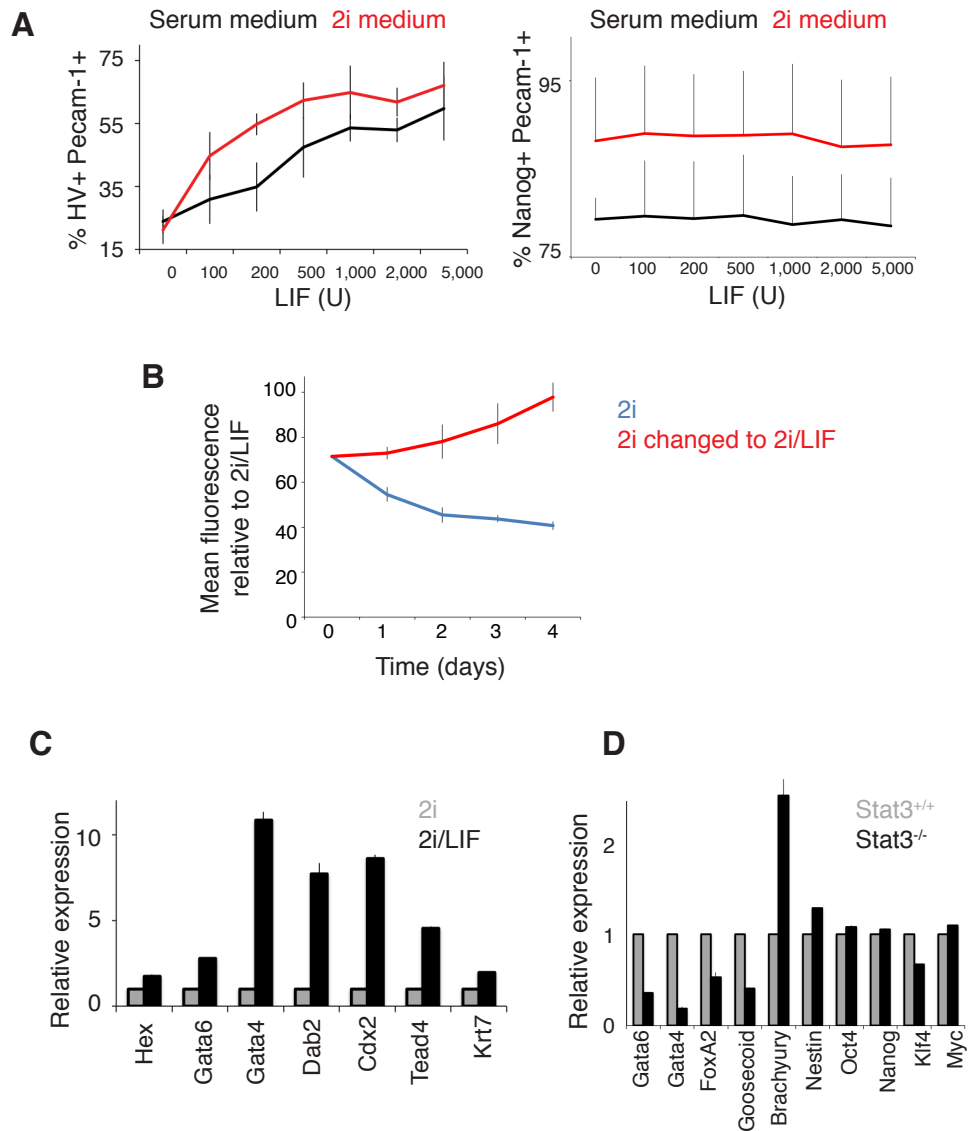 A
Serum medium 2i medium
% HV+ Pecam-1+
75
55
35
15
0 100 200 500 1,000 2,000 5,000
LIF (U)
Serum medium 2i medium
% Nanog+ Pecam-1+
95
75
0 100 200 500 1,000 2,000 5,000
LIF (U)
B
Mean fluorescence
relative to 2i/LIF
100
80
60
40
20
0
0 1 2 3 4
Time (days)
2i
2i changed to 2i/LIF
C
Relative expression
10
5
0
2i
2i/LIF
Hex Gata6 Gata4 Dab2 Cdx2 Tead4 Krt7
D
Relative expression
2
1
0
Stat3+/+
Stat3-/-
Gata6 Gata4 FoxA2 Goosecoid Brachyury Nestin Oct4 Nanog Klf4 Myc